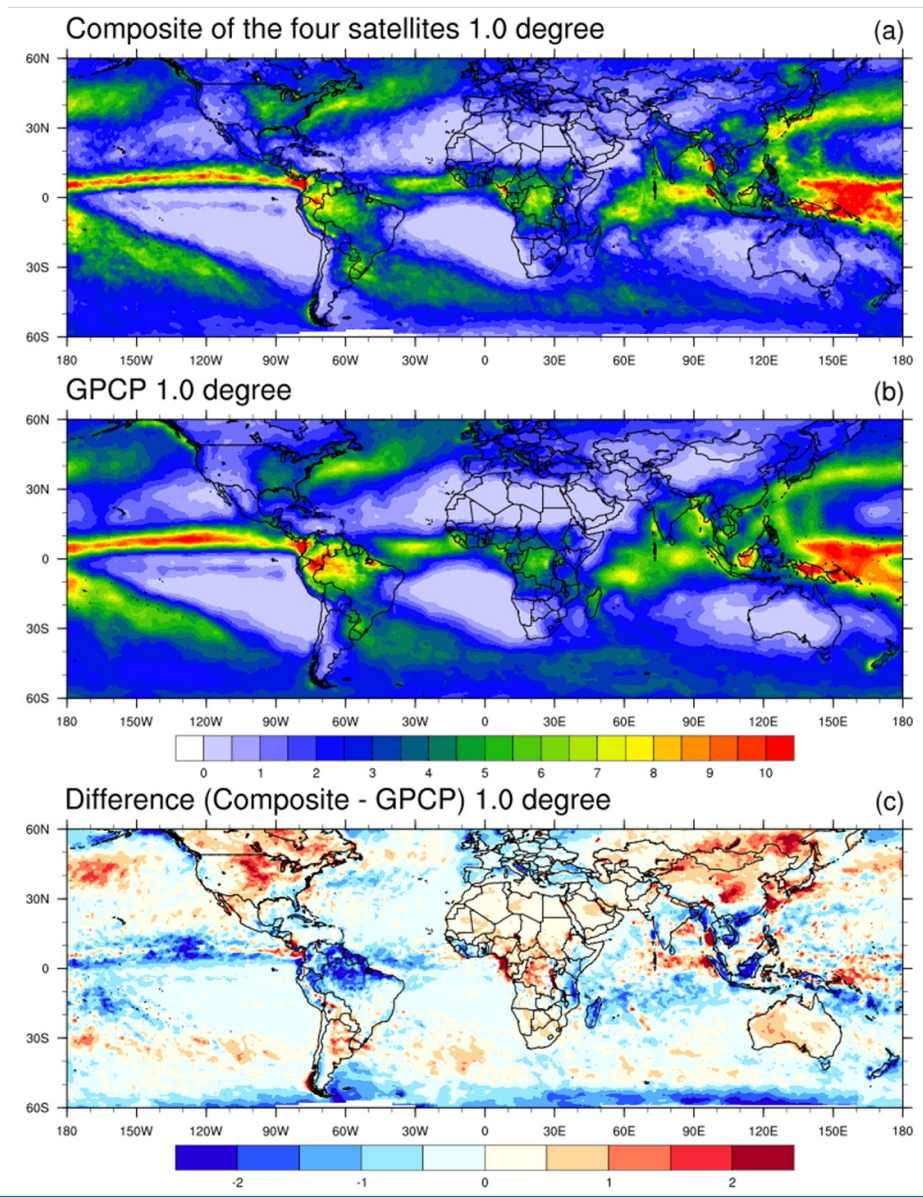 Composite of the four satellites 1.0 degree (a)
60N
30N
0
30S
60S
180 150W 120W 90W 60W 30W 0 30E 60E 90E 120E 150E 180
GPCP 1.0 degree (b)
60N
30N
0
30S
60S
180 150W 120W 90W 60W 30W 0 30E 60E 90E 120E 150E 180
0 1 2 3 4 5 6 7 8 9 10
Difference (Composite - GPCP) 1.0 degree (c)
60N
30N
0
30S
60S
180 150W 120W 90W 60W 30W 0 30E 60E 90E 120E 150E 180
-2 -1 0 1 2